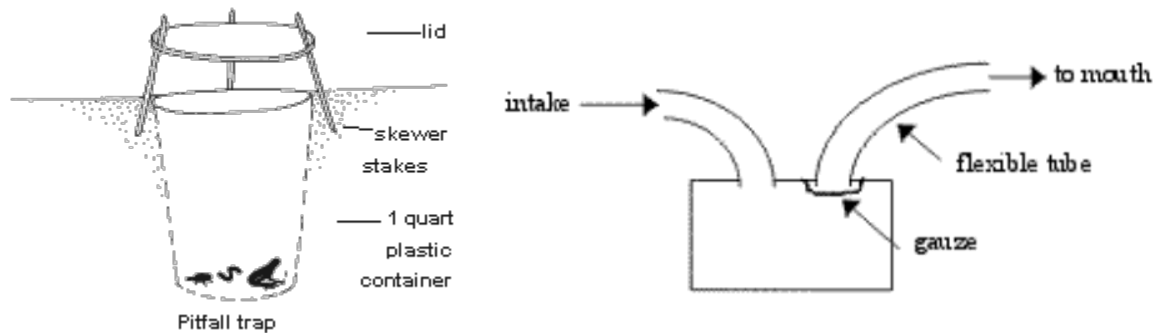 lid
skewer
stakes
1 quart
plastic
container
Pitfall trap
intake
to mouth
flexible tube
gauze